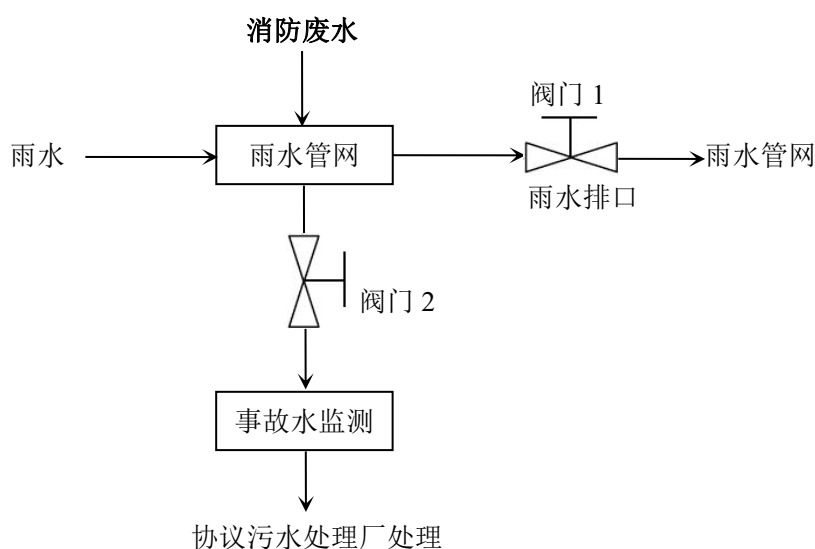 消防废水
阀门 1
雨水
雨水管网
雨水管网
雨水排口
阀门 2
事故水监测
协议污水处理厂处理